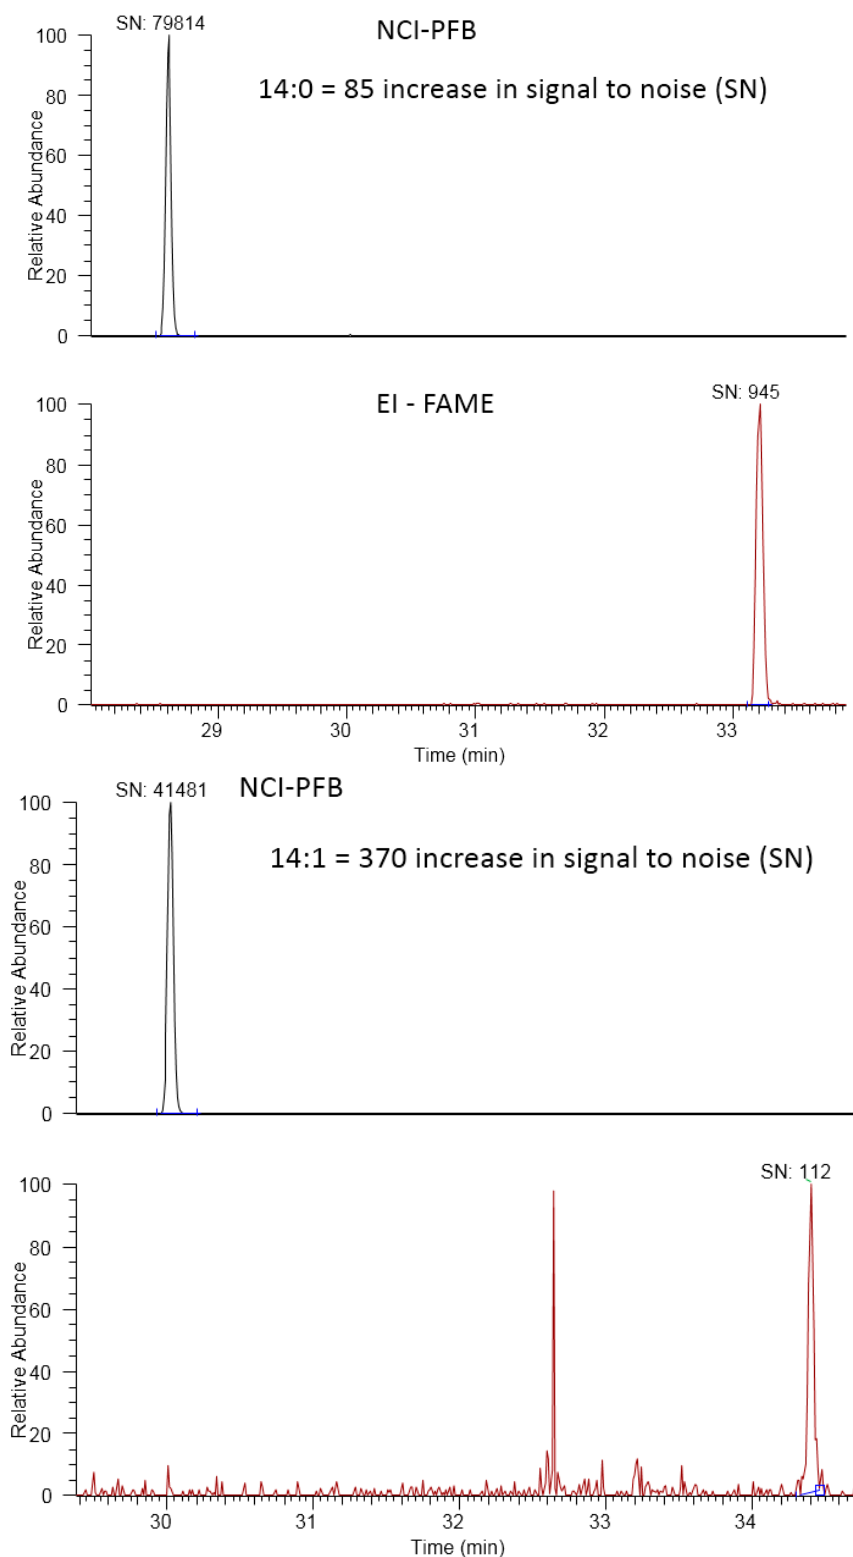 SN: 79814
NCI-PFB
14:0 = 85 increase in signal to noise (SN)
Relative Abundance
100
80
60
40
20
0
SN: 945
EI - FAME
Relative Abundance
100
80
60
40
20
0
29 30 31 32 33
Time (min)
SN: 41481 NCI-PFB
14:1 = 370 increase in signal to noise (SN)
Relative Abundance
100
80
60
40
20
0
SN: 112
Relative Abundance
100
80
60
40
20
0
30 31 32 33 34
Time (min)